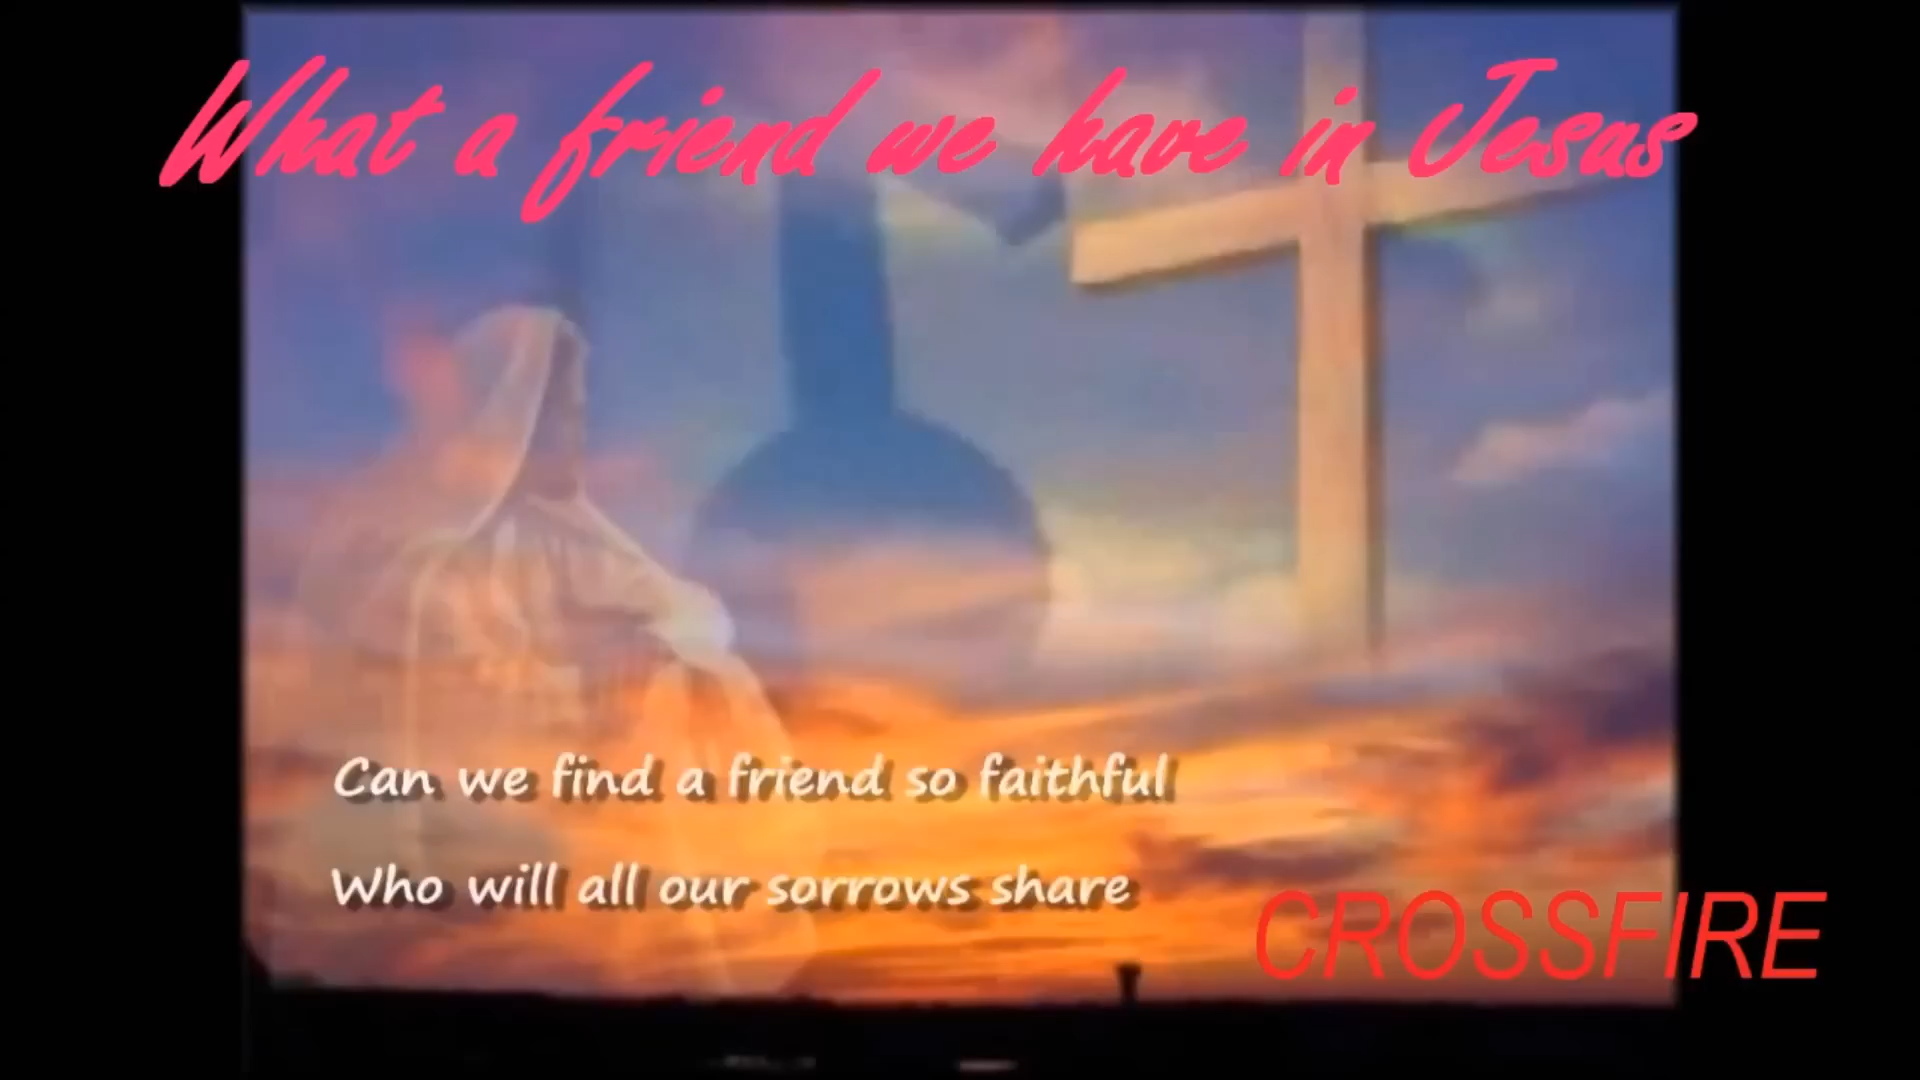 What a friend we have in Jesus
Can we find a friend so faithful
Who will all our sorrows share
CROSSFIRE